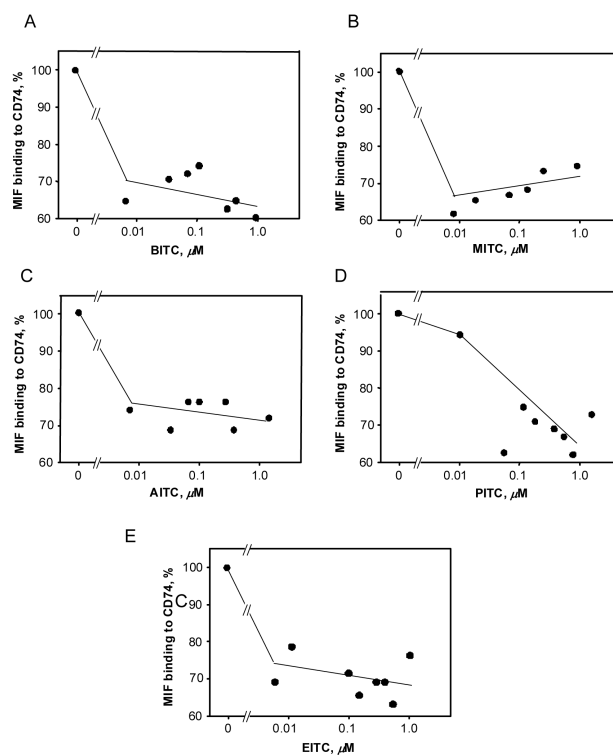 A
B
MIF binding to CD74, %
100
90
80
70
60
0
0.01
0.1
1.0
BITC, µM
MIF binding to CD74, %
100
90
80
70
60
0
0.01
0.1
1.0
MITC, µM
C
D
MIF binding to CD74, %
100
90
80
70
60
0
0.01
0.1
1.0
AITC, µM
MIF binding to CD74, %
100
90
80
70
60
0
0.01
0.1
1.0
PITC, µM
E
C
MIF binding to CD74, %
100
90
80
70
60
0
0.01
0.1
1.0
EITC, µM